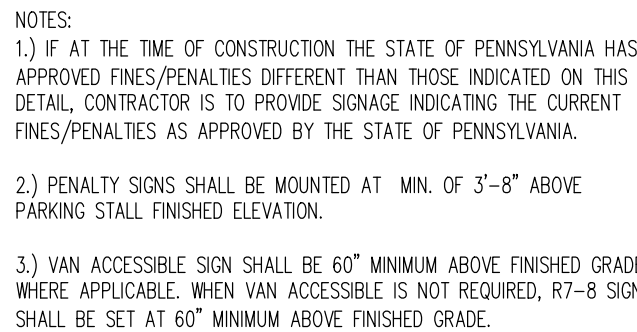 NOTES:
1.) IF AT THE TIME OF CONSTRUCTION THE STATE OF PENNSYLVANIA HAS
APPROVED FINES/PENALTIES DIFFERENT THAN THOSE INDICATED ON THIS
DETAIL, CONTRACTOR IS TO PROVIDE SIGNAGE INDICATING THE CURRENT
FINES/PENALTIES AS APPROVED BY THE STATE OF PENNSYLVANIA.
2.) PENALTY SIGNS SHALL BE MOUNTED AT MIN. OF 3'-8" ABOVE
PARKING STALL FINISHED ELEVATION.
3.) VAN ACCESSIBLE SIGN SHALL BE 60" MINIMUM ABOVE FINISHED GRADE
WHERE APPLICABLE. WHEN VAN ACCESSIBLE IS NOT REQUIRED, R7-8 SIGN
SHALL BE SET AT 60" MINIMUM ABOVE FINISHED GRADE.